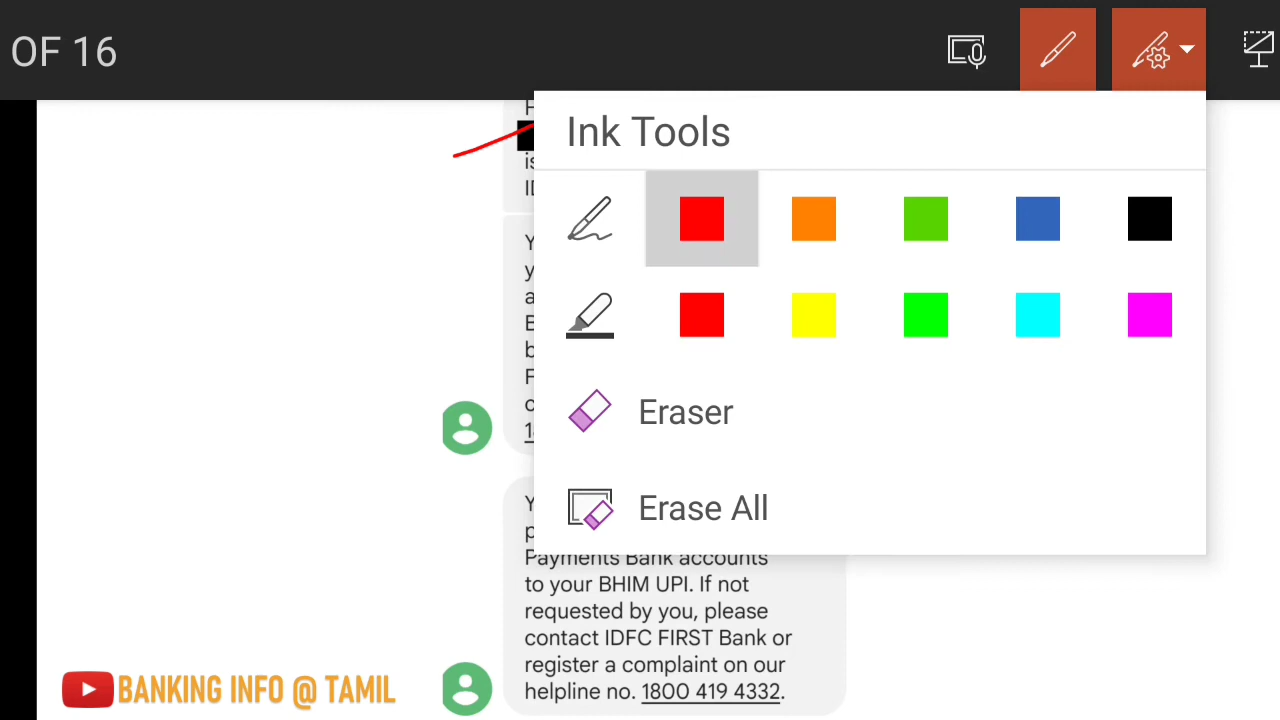 OF 16
Ink Tools
Eraser
Erase All
Payments Bank accounts
to your BHIM UPI. If not
requested by you, please
contact IDFC FIRST Bank or
register a complaint on our
helpline no. 1800 419 4332.
BANKING INFO @ TAMIL